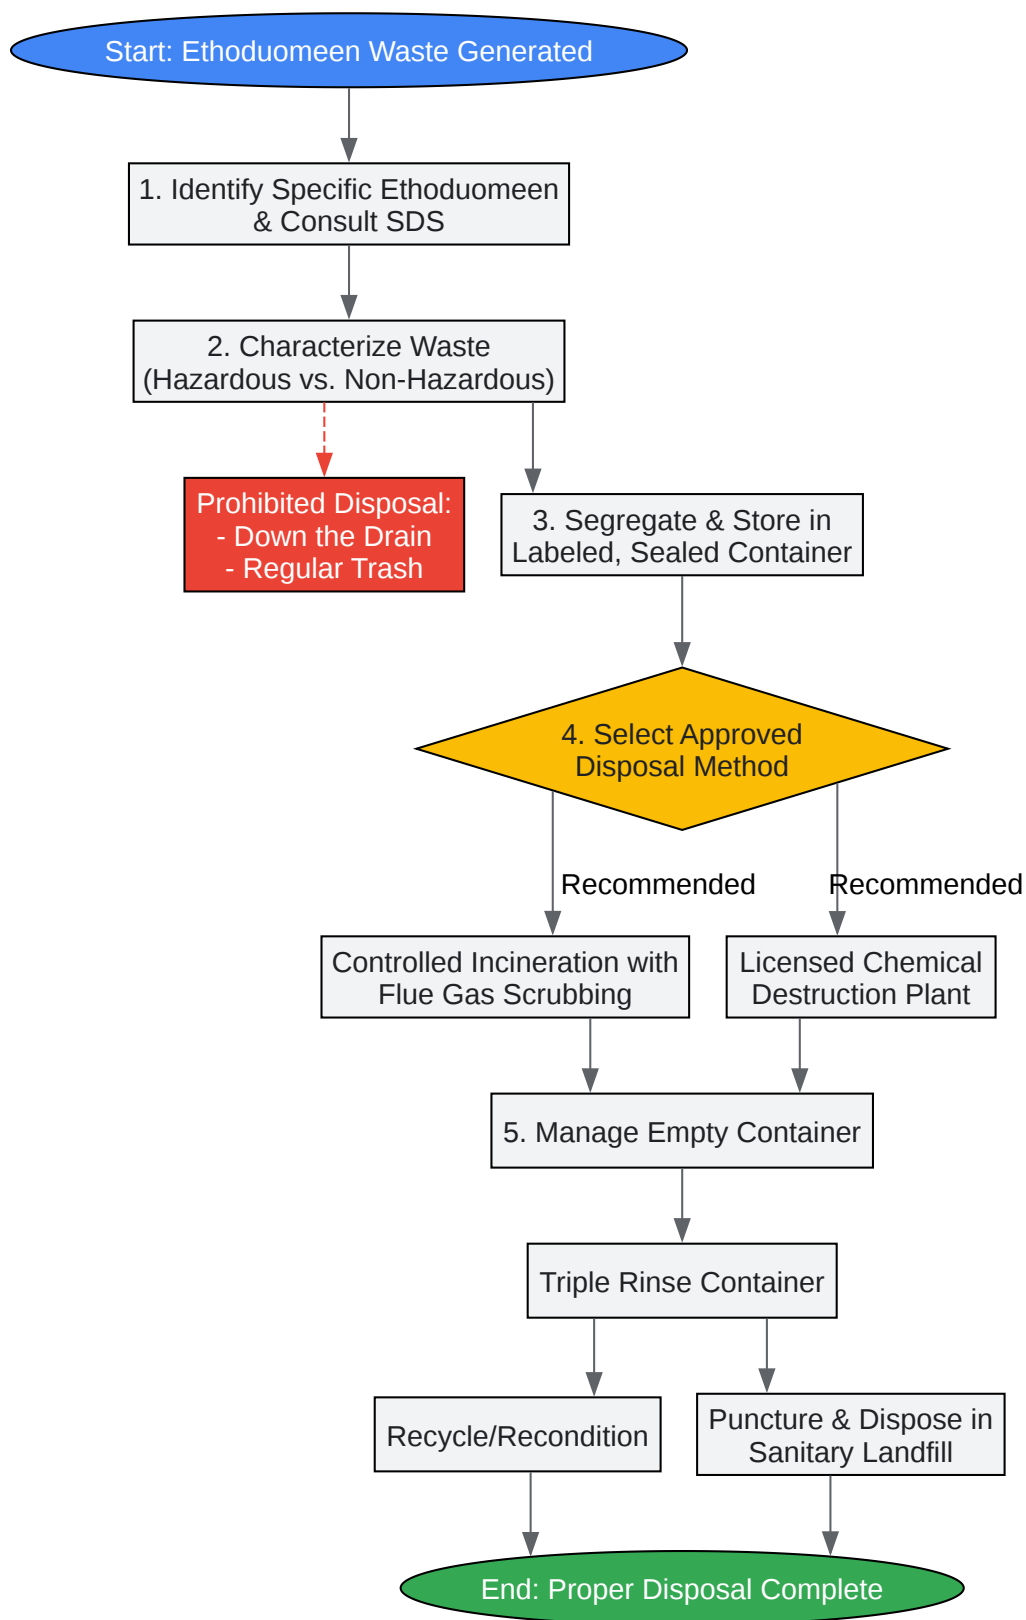 Start: Ethoduomeen Waste Generated
1. Identify Specific Ethoduomeen
& Consult SDS
2. Characterize Waste
(Hazardous vs. Non-Hazardous)
Prohibited Disposal:
- Down the Drain
- Regular Trash
3. Segregate & Store in
Labeled, Sealed Container
4. Select Approved
Disposal Method
Recommended
Recommended
Controlled Incineration with
Flue Gas Scrubbing
Licensed Chemical
Destruction Plant
5. Manage Empty Container
Triple Rinse Container
Recycle/Recondition
Puncture & Dispose in
Sanitary Landfill
End: Proper Disposal Complete